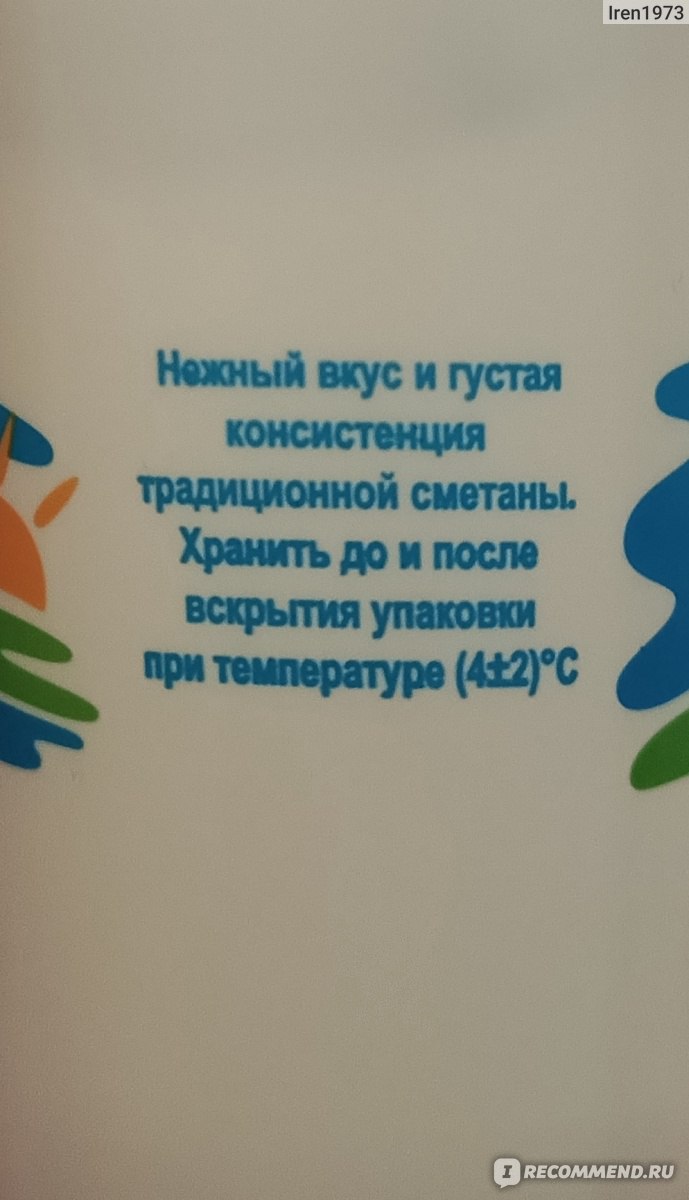 Iren1973
Нежный вкус и густая
консистенция
традиционной сметаны.
Хранить до и после
вскрытия упаковки
при температуре (4±2)°С
I RECOMMEND.RU